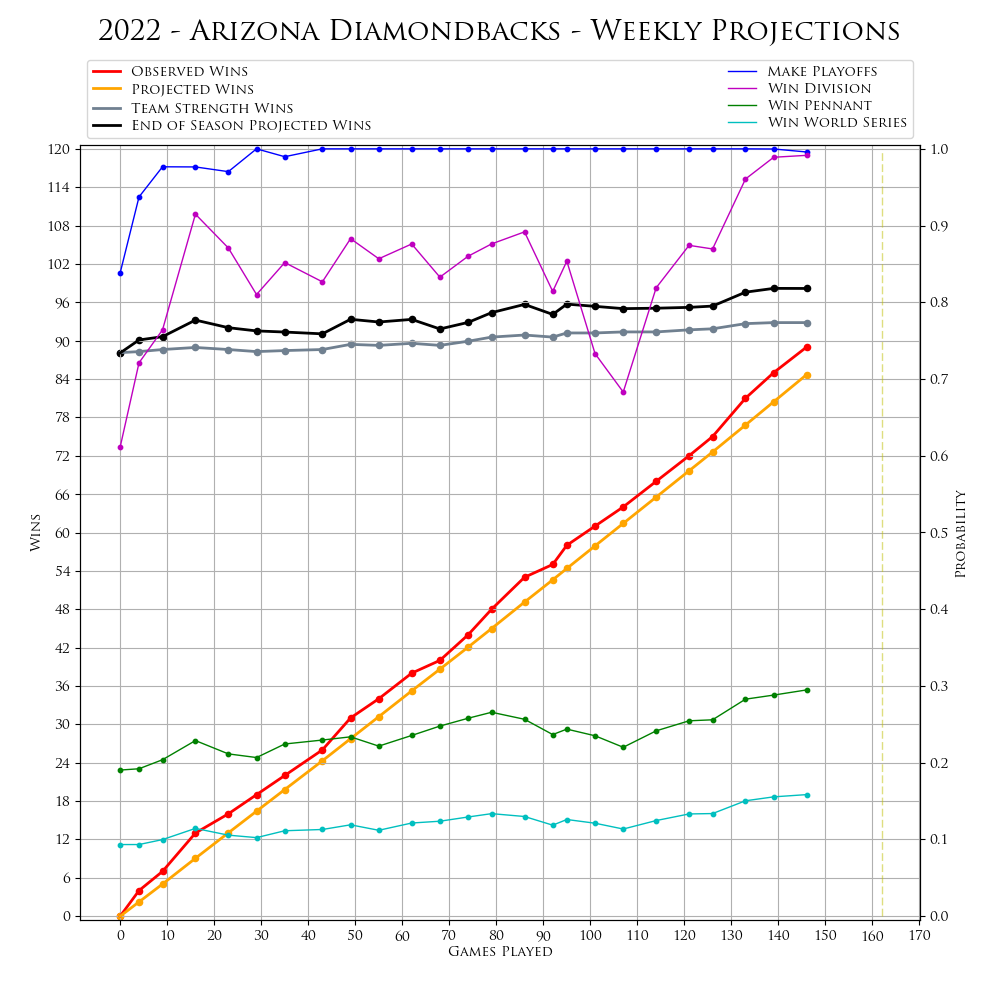 2022 - Arizona Diamondbacks - Weekly Projections
Observed Wins
Projected Wins
Team Strength Wins
End of Season Projected Wins
Make Playoffs
Win Division
Win Pennant
Win World Series
120
114
108
102
96
90
84
78
72
66
60
54
48
42
36
30
24
18
12
6
0
Wins
1.0
0.9
0.8
0.7
0.6
0.5
0.4
0.3
0.2
0.1
0.0
Probability
0 10 20 30 40 50 60 70 80 90 100 110 120 130 140 150 160 170
Games Played